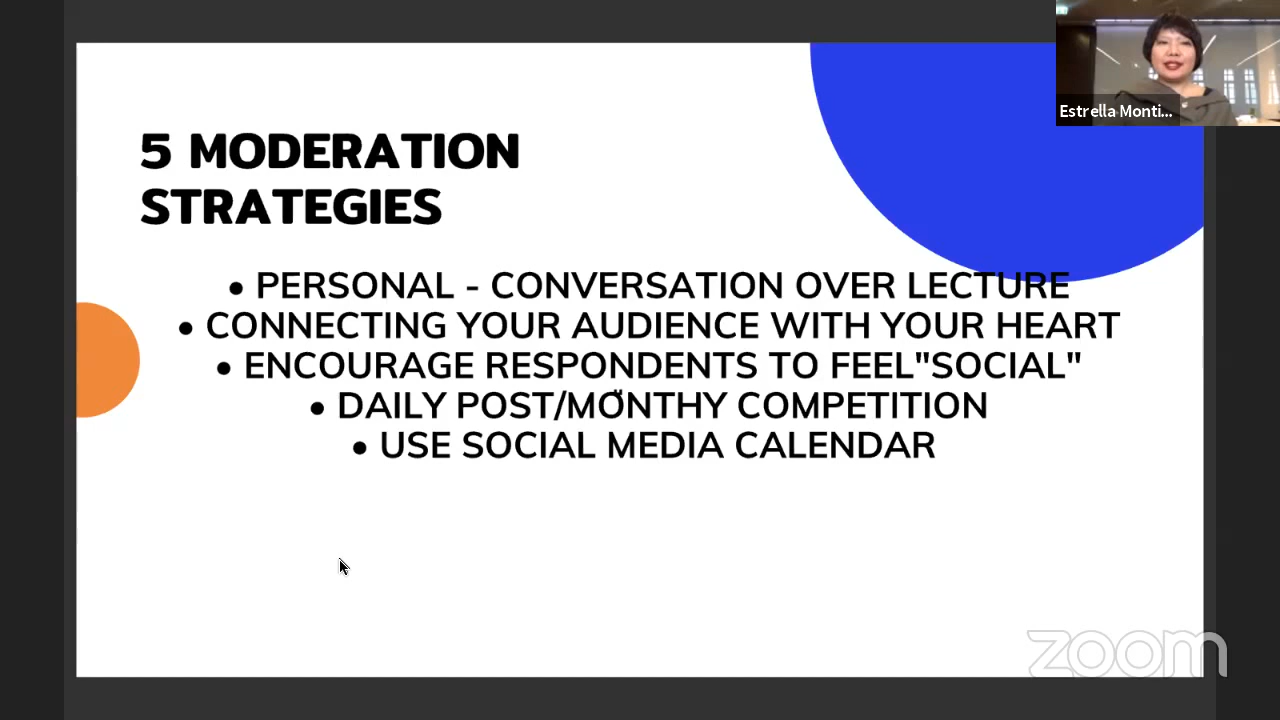 Estrella Monti...
5 MODERATION
STRATEGIES
• PERSONAL - CONVERSATION OVER LECTURE
• CONNECTING YOUR AUDIENCE WITH YOUR HEART
• ENCOURAGE RESPONDENTS TO FEEL"SOCIAL"
• DAILY POST/MONTHY COMPETITION
• USE SOCIAL MEDIA CALENDAR
zoom